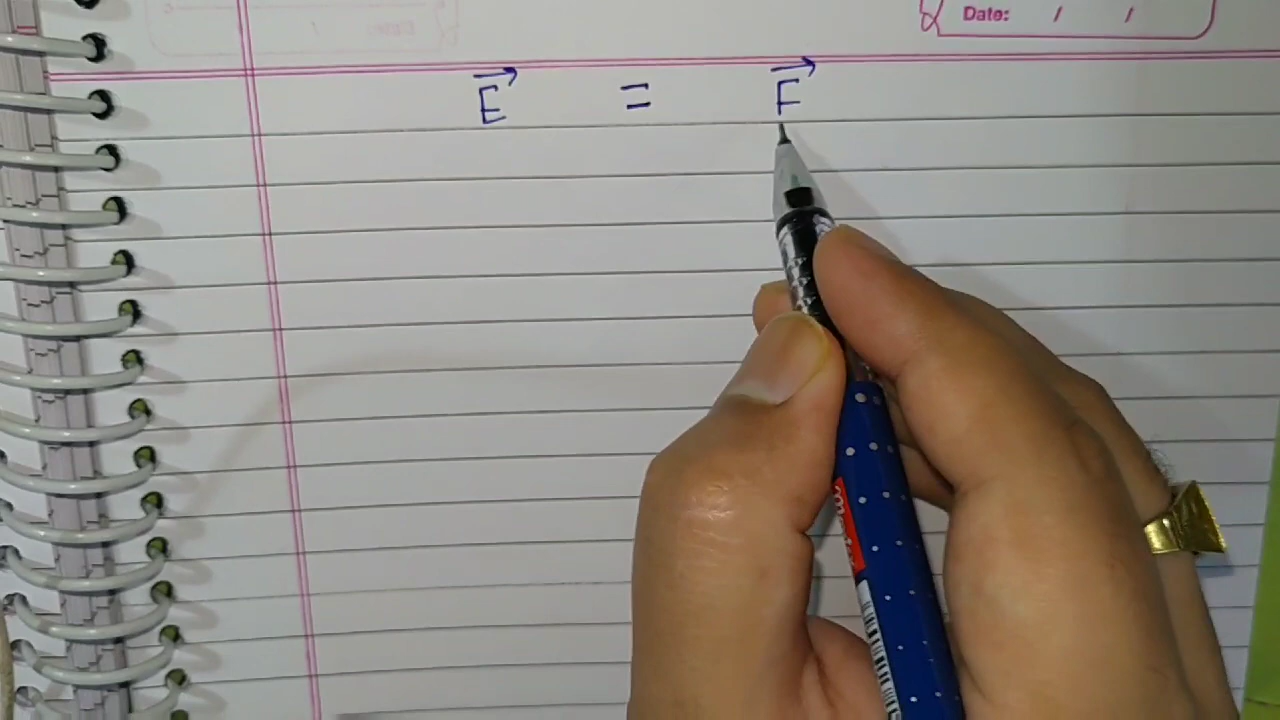 Date: / /
E⃗ = F⃗